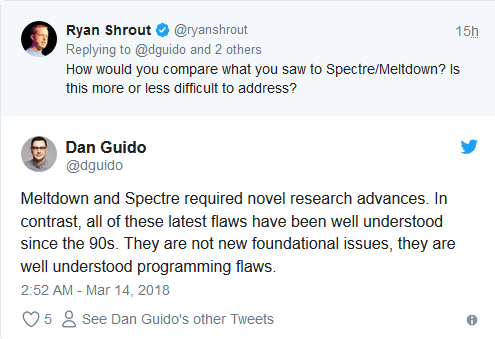 Ryan Shrout @ryanshrout 15h
Replying to @dguido and 2 others
How would you compare what you saw to Spectre/Meltdown? Is
this more or less difficult to address?
Dan Guido
@dguido
Meltdown and Spectre required novel research advances. In
contrast, all of these latest flaws have been well understood
since the 90s. They are not new foundational issues, they are
well understood programming flaws.
2:52 AM - Mar 14, 2018
5 See Dan Guido's other Tweets